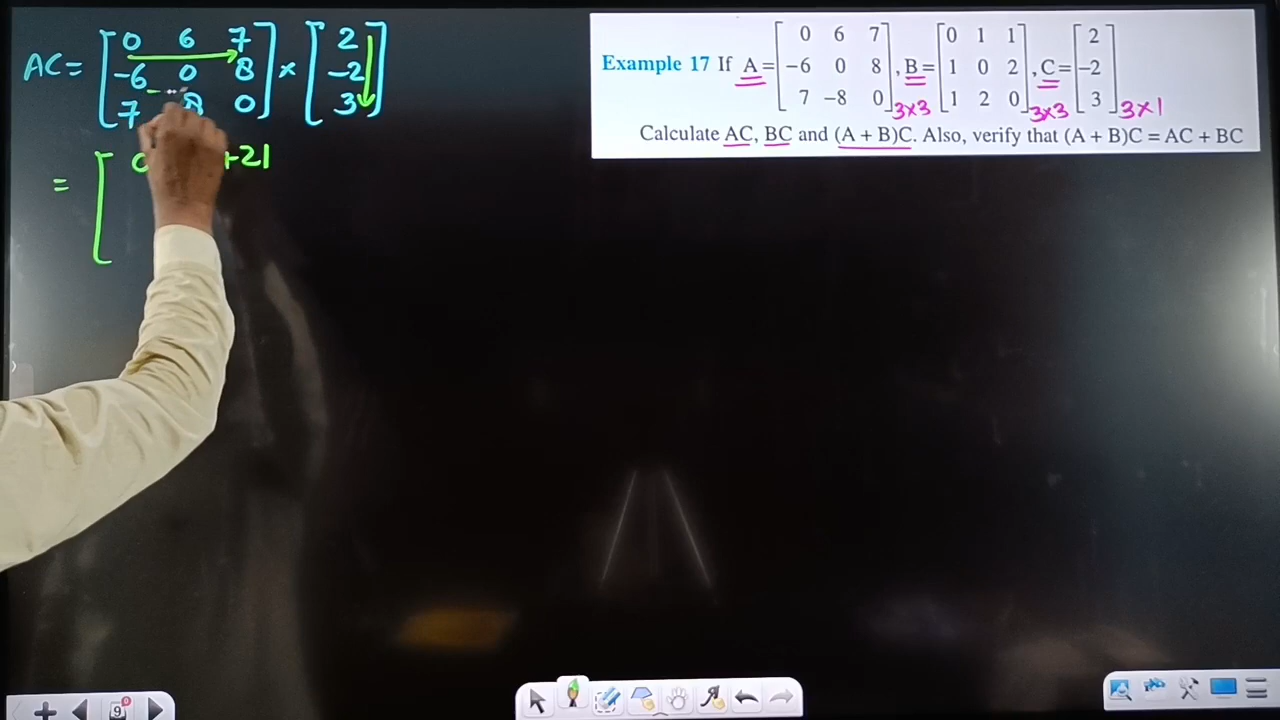 AC = [ 0 6 7 ] × [ 2 ]
-6 0 8 -2
7 8 0 3
= [ 0 +21
Example 17 If A = [ 0 6 7 ] , B = [ 0 1 1 ] , C = [ 2 ]
-6 0 8 1 0 2 -2
7 -8 0 1 2 0 3
3×3 3×3 3×1
Calculate AC, BC and (A + B)C. Also, verify that (A + B)C = AC + BC
9